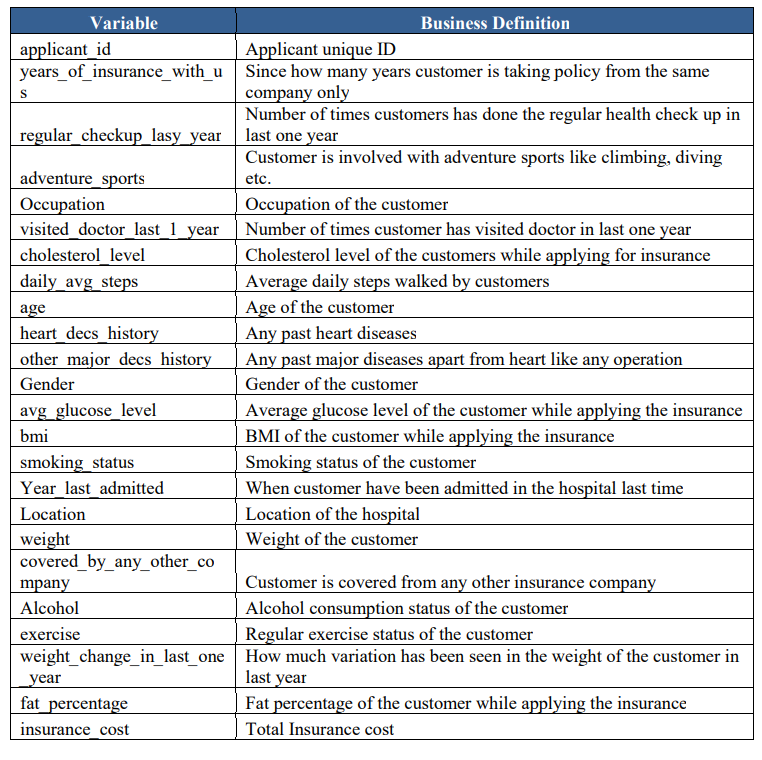 Variable Business Definition
applicant_id Applicant unique ID
years_of_insurance_with_u Since how many years customer is taking policy from the same
s company only
Number of times customers has done the regular health check up in
regular_checkup_lasy_year last one year
Customer is involved with adventure sports like climbing, diving
adventure_sports etc.
Occupation Occupation of the customer
visited_doctor_last_1_year Number of times customer has visited doctor in last one year
cholesterol_level Cholesterol level of the customers while applying for insurance
daily_avg_steps Average daily steps walked by customers
age Age of the customer
heart_decs_history Any past heart diseases
other_major_decs_history Any past major diseases apart from heart like any operation
Gender Gender of the customer
avg_glucose_level Average glucose level of the customer while applying the insurance
bmi BMI of the customer while applying the insurance
smoking_status Smoking status of the customer
Year_last_admitted When customer have been admitted in the hospital last time
Location Location of the hospital
weight Weight of the customer
covered_by_any_other_co
mpany Customer is covered from any other insurance company
Alcohol Alcohol consumption status of the customer
exercise Regular exercise status of the customer
weight_change_in_last_one How much variation has been seen in the weight of the customer in
_year last year
fat_percentage Fat percentage of the customer while applying the insurance
insurance_cost Total Insurance cost